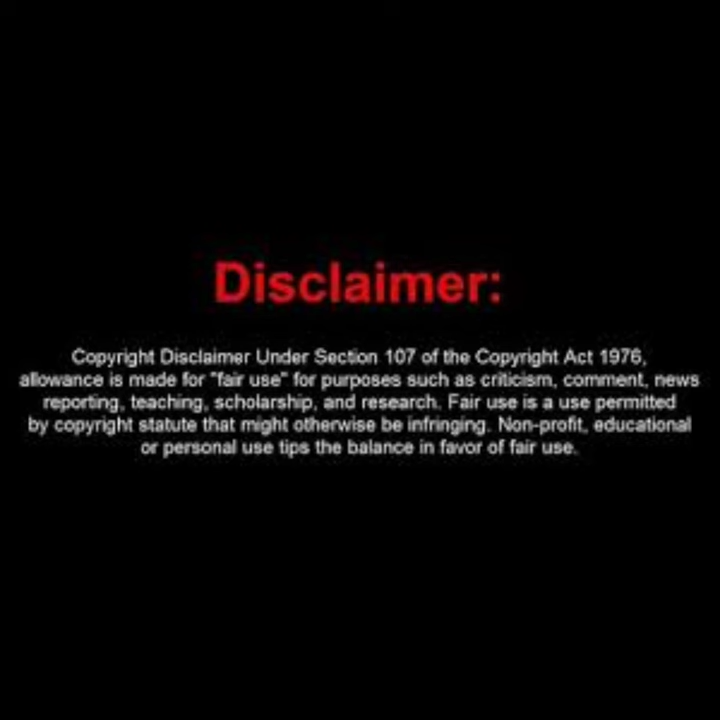 Disclaimer:
Copyright Disclaimer Under Section 107 of the Copyright Act 1976,
allowance is made for "fair use" for purposes such as criticism, comment, news
reporting, teaching, scholarship, and research. Fair use is a use permitted
by copyright statute that might otherwise be infringing. Non-profit, educational
or personal use tips the balance in favor of fair use.